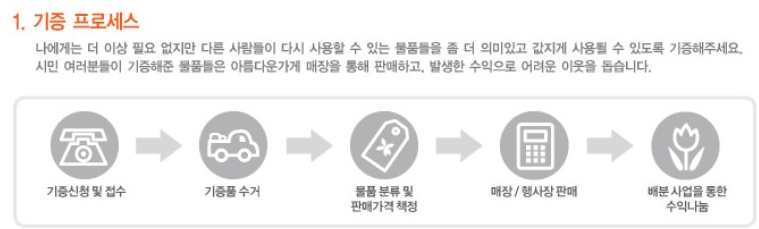 1. 기증 프로세스
나에게는 더 이상 필요 없지만 다른 사람들이 다시 사용할 수 있는 물품들을 좀 더 의미있고 값지게 사용될 수 있도록 기증해주세요.
시민 여러분들이 기증해준 물품들은 아름다운가게 매장을 통해 판매하고, 발생한 수익으로 어려운 이웃을 돕습니다.
기증신청 및 접수
기증품 수거
물품 분류 및
판매가격 책정
매장 / 행사장 판매
배분 사업을 통한
수익나눔